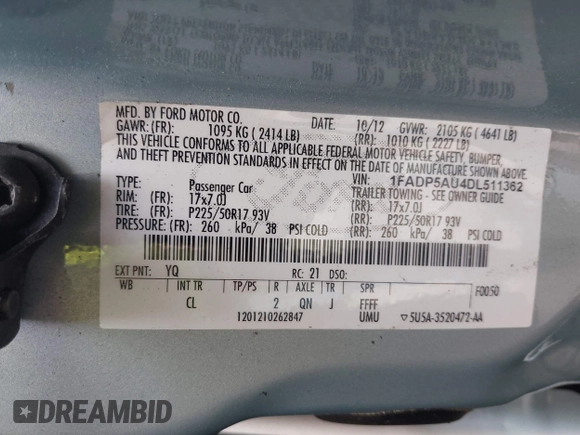 MFD. BY FORD MOTOR CO.
DATE: 10/12 GVWR: 2105 KG ( 4641 LB)
GAWR: (FR): 1095 KG ( 2414 LB) (RR): 1010 KG ( 2227 LB)
THIS VEHICLE CONFORMS TO ALL APPLICABLE FEDERAL MOTOR VEHICLE SAFETY, BUMPER,
AND THEFT PREVENTION STANDARDS IN EFFECT ON THE DATE OF MANUFACTURE SHOWN ABOVE.
VIN: 1FADP5AU4DL511362
TYPE: Passenger Car TRAILER TOWING - SEE OWNER GUIDE
RIM: (FR) 17x7.0J (RR): 17x7.0J
TIRE: (FR) P225/50R17 93V (RR): P225/50R17 93V
PRESSURE: (FR) 260 kPa/ 38 PSI COLD (RR): 260 kPa/ 38 PSI COLD
EXT PNT: YQ RC: 21 DSO: F0050
WB INT TR TP/PS R AXLE TR SPR
CL 2 QN J FFFF
1201210262847 UMU ▽5U5A-3520472-AA
DREAMBID